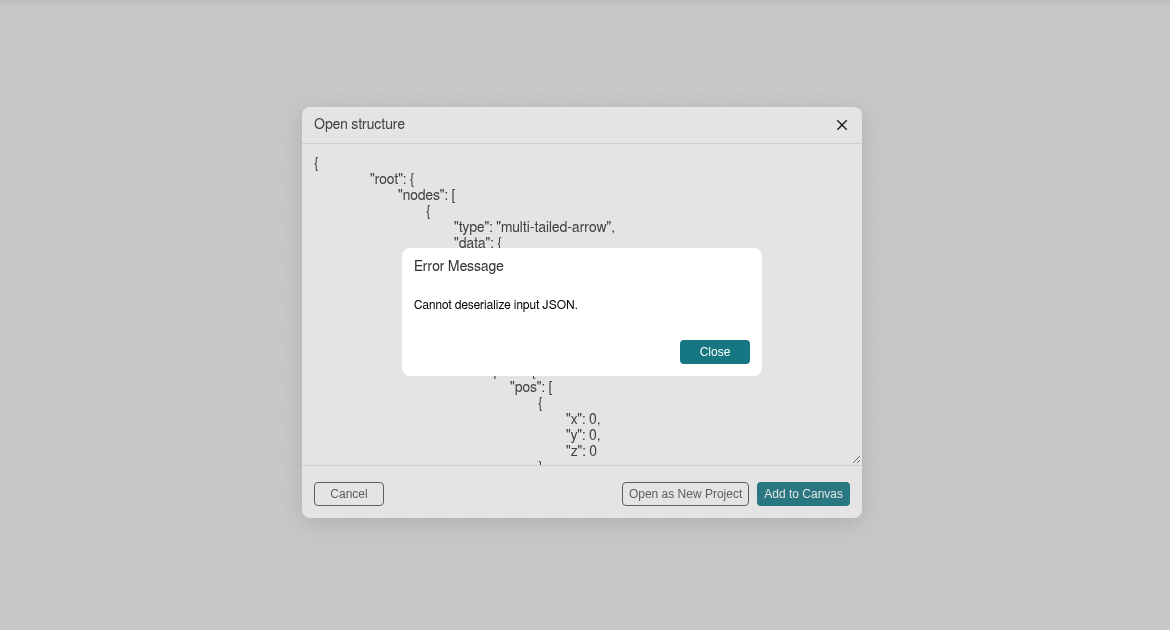 Open structure
{
"root": {
"nodes": [
{
"type": "multi-tailed-arrow",
"data": {
Error Message
Cannot deserialize input JSON.
Close
"pos": [
{
"x": 0,
"y": 0,
"z": 0
}
Cancel
Open as New Project
Add to Canvas